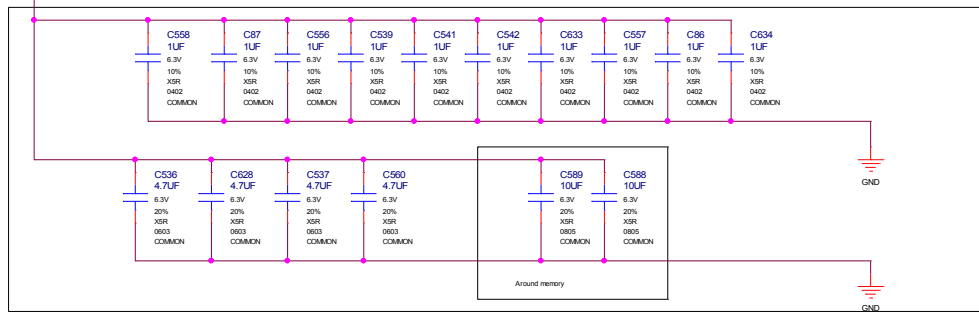 C558
1UF
6.3V
10%
X5R
0402
COMMON
C87
1UF
6.3V
10%
X5R
0402
COMMON
C556
1UF
6.3V
10%
X5R
0402
COMMON
C539
1UF
6.3V
10%
X5R
0402
COMMON
C541
1UF
6.3V
10%
X5R
0402
COMMON
C542
1UF
6.3V
10%
X5R
0402
COMMON
C633
1UF
6.3V
10%
X5R
0402
COMMON
C557
1UF
6.3V
10%
X5R
0402
COMMON
C86
1UF
6.3V
10%
X5R
0402
COMMON
C634
1UF
6.3V
10%
X5R
0402
COMMON
GND
C536
4.7UF
6.3V
20%
X5R
0603
COMMON
C628
4.7UF
6.3V
20%
X5R
0603
COMMON
C537
4.7UF
6.3V
20%
X5R
0603
COMMON
C560
4.7UF
6.3V
20%
X5R
0603
COMMON
C589
10UF
6.3V
20%
X5R
0805
COMMON
C588
10UF
6.3V
20%
X5R
0805
COMMON
Around memory
GND